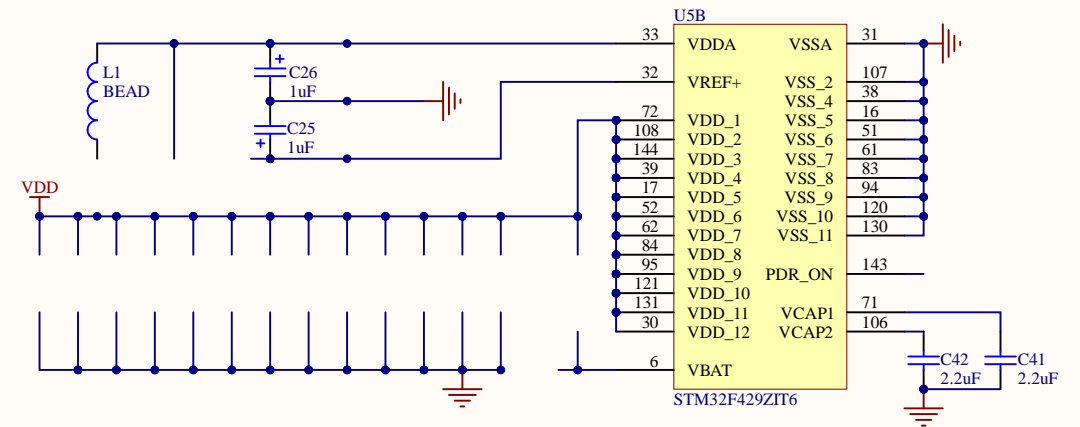 U5B
33
VDDA
VSSA
31
L1
BEAD
+
C26
1uF
32
VREF+
VSS_2
107
VSS_4
38
72
VDD_1
VSS_5
16
C25
+
1uF
108
VDD_2
VSS_6
51
144
VDD_3
VSS_7
61
39
VDD_4
VSS_8
83
VDD
17
VDD_5
VSS_9
94
52
VDD_6
VSS_10
120
62
VDD_7
VSS_11
130
84
VDD_8
95
VDD_9
PDR_ON
143
121
VDD_10
131
VDD_11
VCAP1
71
30
VDD_12
VCAP2
106
6
VBAT
C42
2.2uF
C41
2.2uF
STM32F429ZIT6